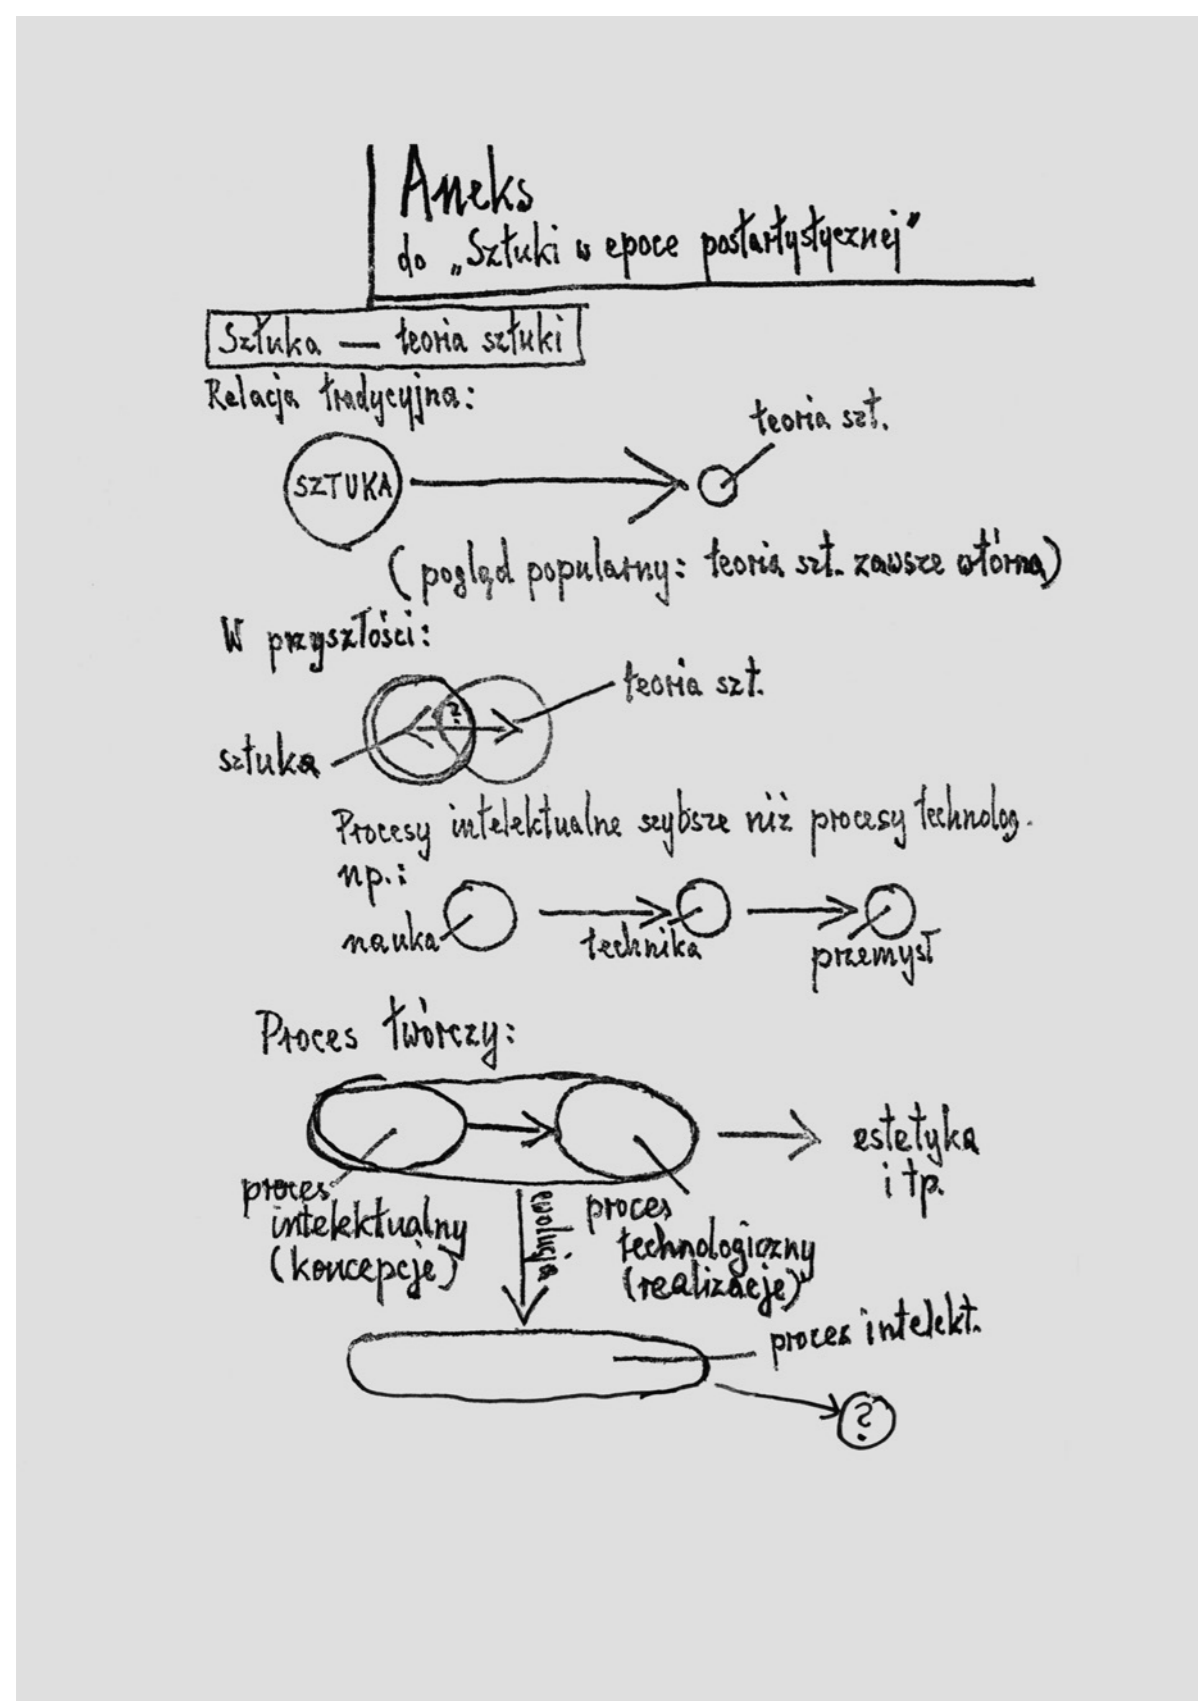 Aneks
do „Sztuki w epoce postartystycznej”
Sztuka — teoria sztuki
Relacja tradycyjna:
teoria szt.
SZTUKA
(pogląd popularny: teoria szt. zawsze wtórna)
W przyszłości:
teoria szt.
?
sztuka
Procesy intelektualne szybsze niż procesy technolog.
np.:
nauka
technika
przemysł
Proces twórczy:
estetyka
i tp.
proces
intelektualny
(koncepcje)
ewolucja
proces
technologiczny
(realizacje)
proces intelekt.
?